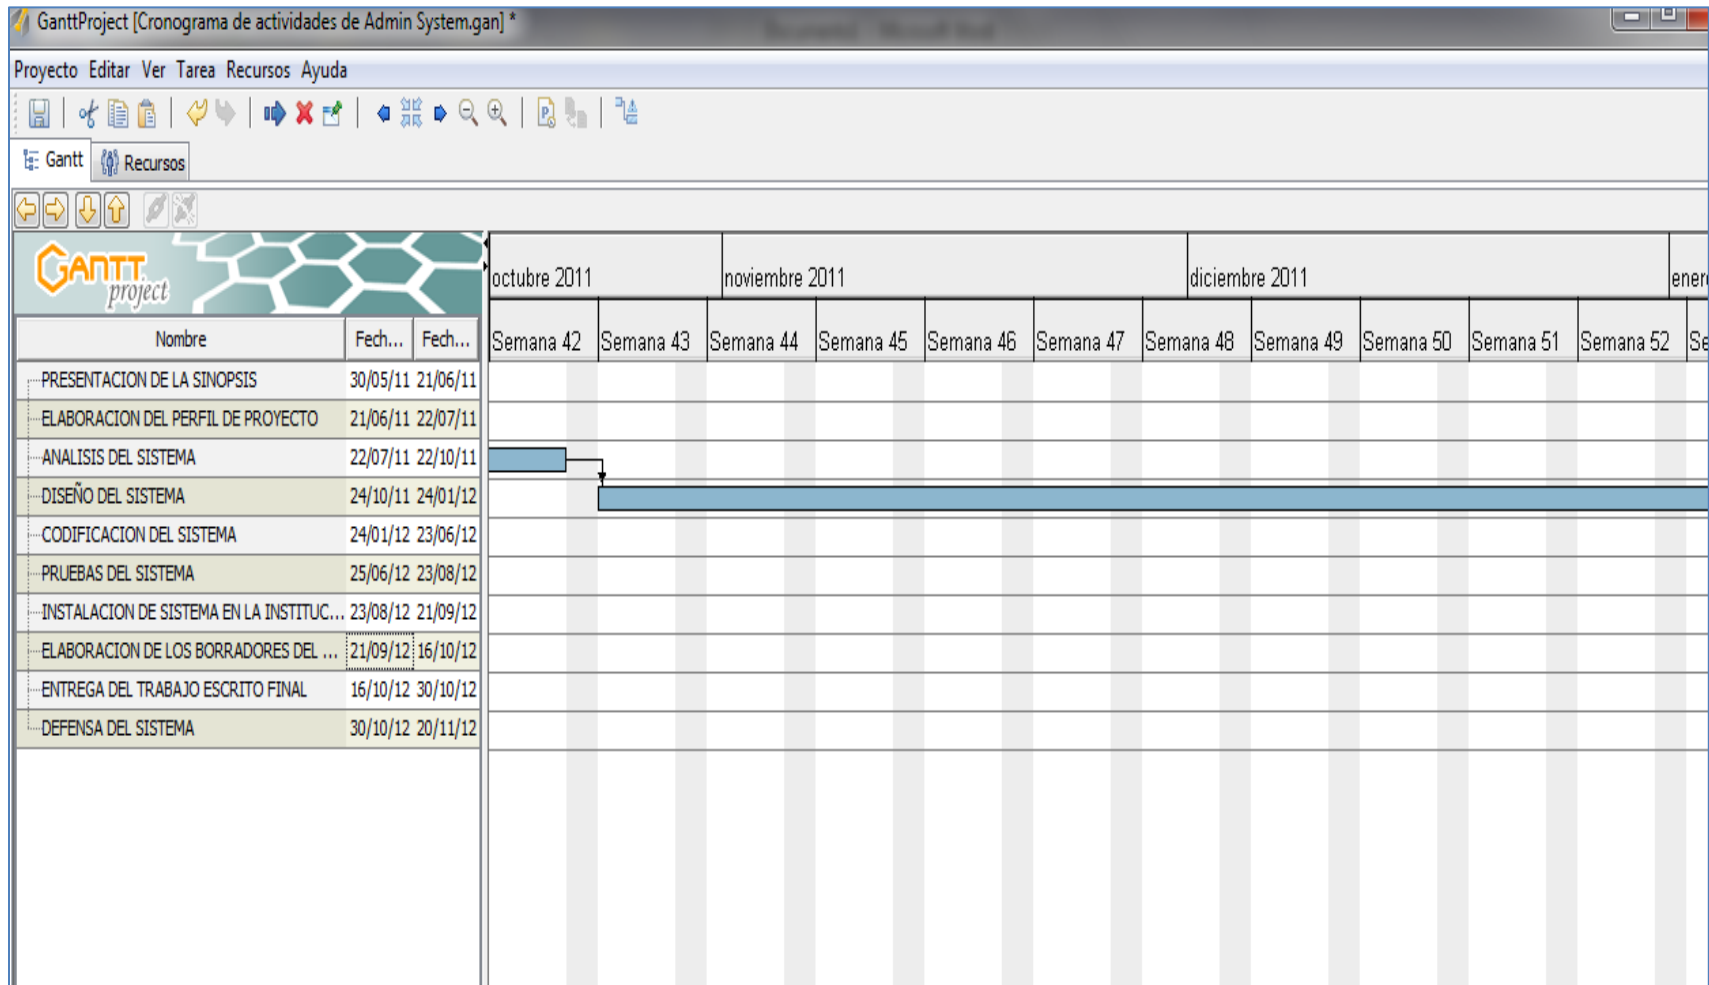 GanttProject [Cronograma de actividades de Admin System.gan] *
Proyecto Editar Ver Tarea Recursos Ayuda
Gantt Recursos
GANTT
project
octubre 2011 noviembre 2011 diciembre 2011 enero
Nombre Fech... Fech... Semana 42 Semana 43 Semana 44 Semana 45 Semana 46 Semana 47 Semana 48 Semana 49 Semana 50 Semana 51 Semana 52 Se
PRESENTACION DE LA SINOPSIS 30/05/11 21/06/11
ELABORACION DEL PERFIL DE PROYECTO 21/06/11 22/07/11
ANALISIS DEL SISTEMA 22/07/11 22/10/11
DISEÑO DEL SISTEMA 24/10/11 24/01/12
CODIFICACION DEL SISTEMA 24/01/12 23/06/12
PRUEBAS DEL SISTEMA 25/06/12 23/08/12
INSTALACION DE SISTEMA EN LA INSTITUC... 23/08/12 21/09/12
ELABORACION DE LOS BORRADORES DEL ... 21/09/12 16/10/12
ENTREGA DEL TRABAJO ESCRITO FINAL 16/10/12 30/10/12
DEFENSA DEL SISTEMA 30/10/12 20/11/12